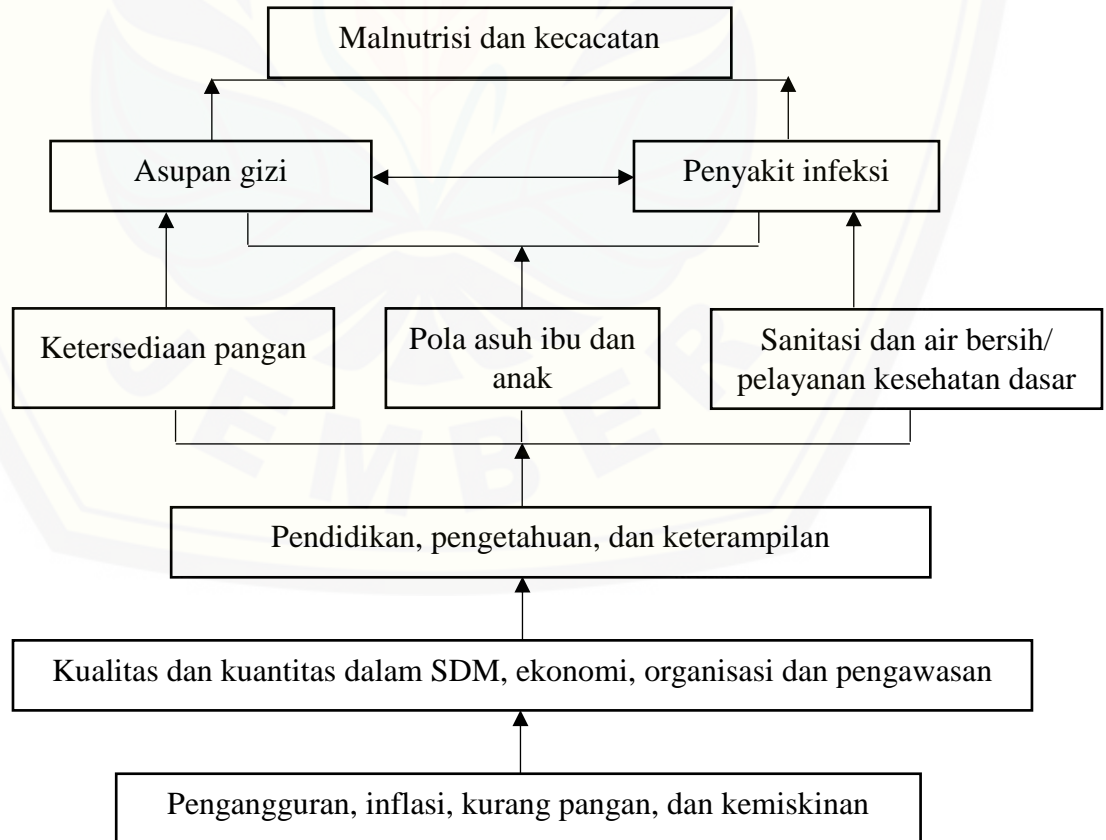 Malnutrisi dan kecacatan
Asupan gizi
Penyakit infeksi
Ketersediaan pangan
Pola asuh ibu dan
anak
Sanitasi dan air bersih/
pelayanan kesehatan dasar
JEMBER
Pendidikan, pengetahuan, dan keterampilan
Kualitas dan kuantitas dalam SDM, ekonomi, organisasi dan pengawasan
Pengangguran, inflasi, kurang pangan, dan kemiskinan